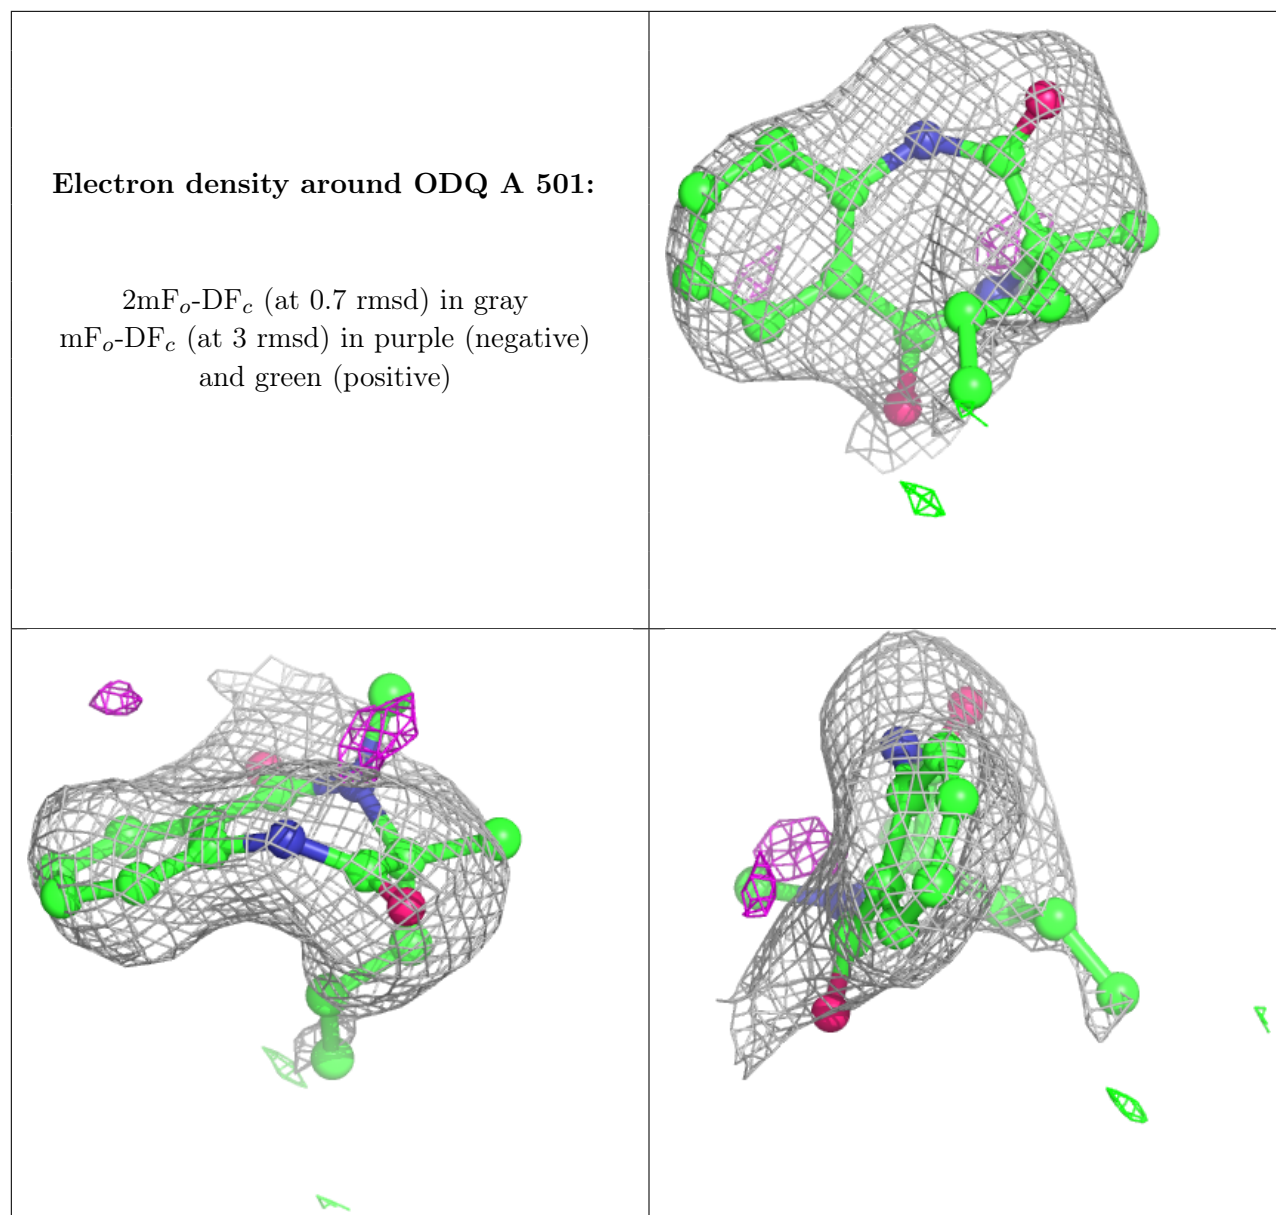 Electron density around ODQ A 501:
2mFo-DFc (at 0.7 rmsd) in gray
mFo-DFc (at 3 rmsd) in purple (negative)
and green (positive)